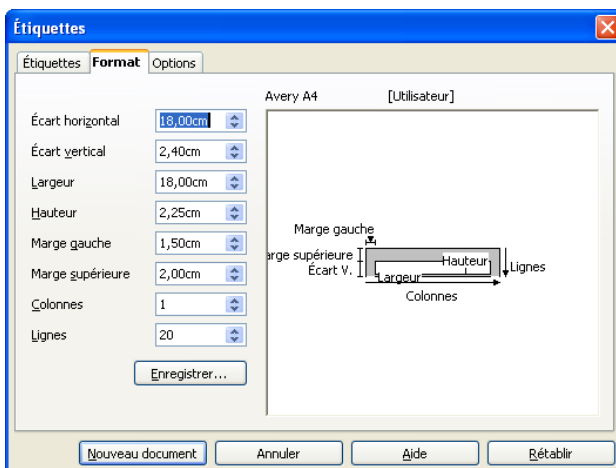 Étiquettes
Étiquettes Format Options
Avery A4 [Utilisateur]
Écart horizontal 18,00cm
Écart vertical 2,40cm
Largeur 18,00cm
Hauteur 2,25cm
Marge gauche 1,50cm
Marge supérieure 2,00cm
Colonnes 1
Lignes 20
Enregistrer...
Marge gauche
arge supérieure
Écart V.
Hauteur
Largeur
Lignes
Colonnes
Nouveau document Annuler Aide Rétablir